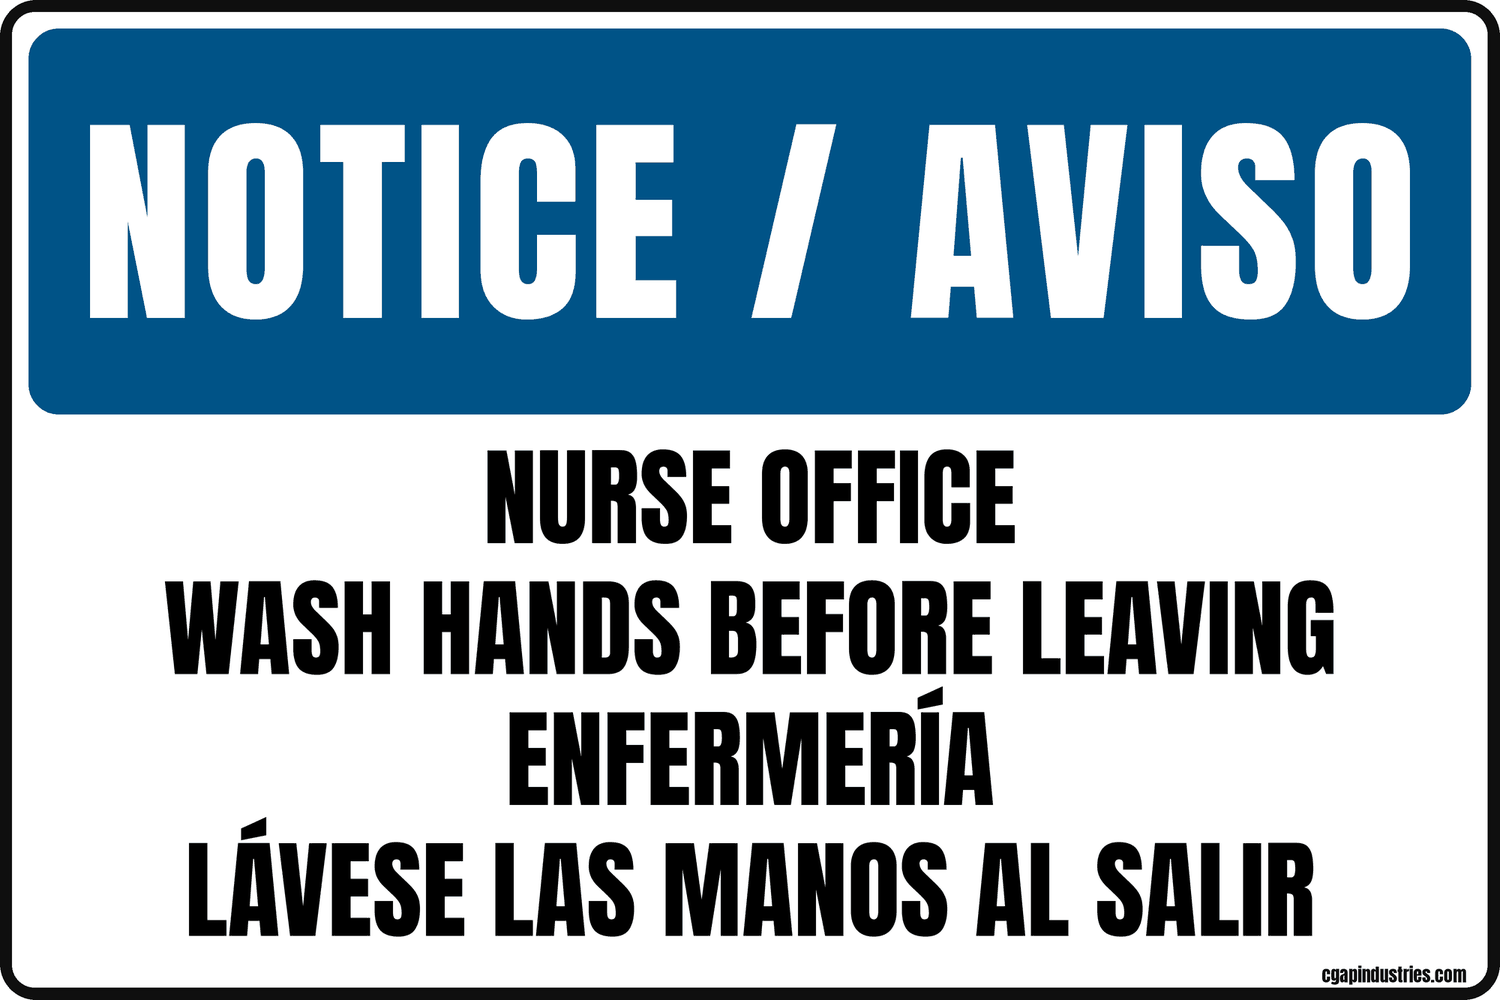 NOTICE / AVISO
NURSE OFFICE
WASH HANDS BEFORE LEAVING
ENFERMERÍA
LÁVESE LAS MANOS AL SALIR
cgapindustries.com